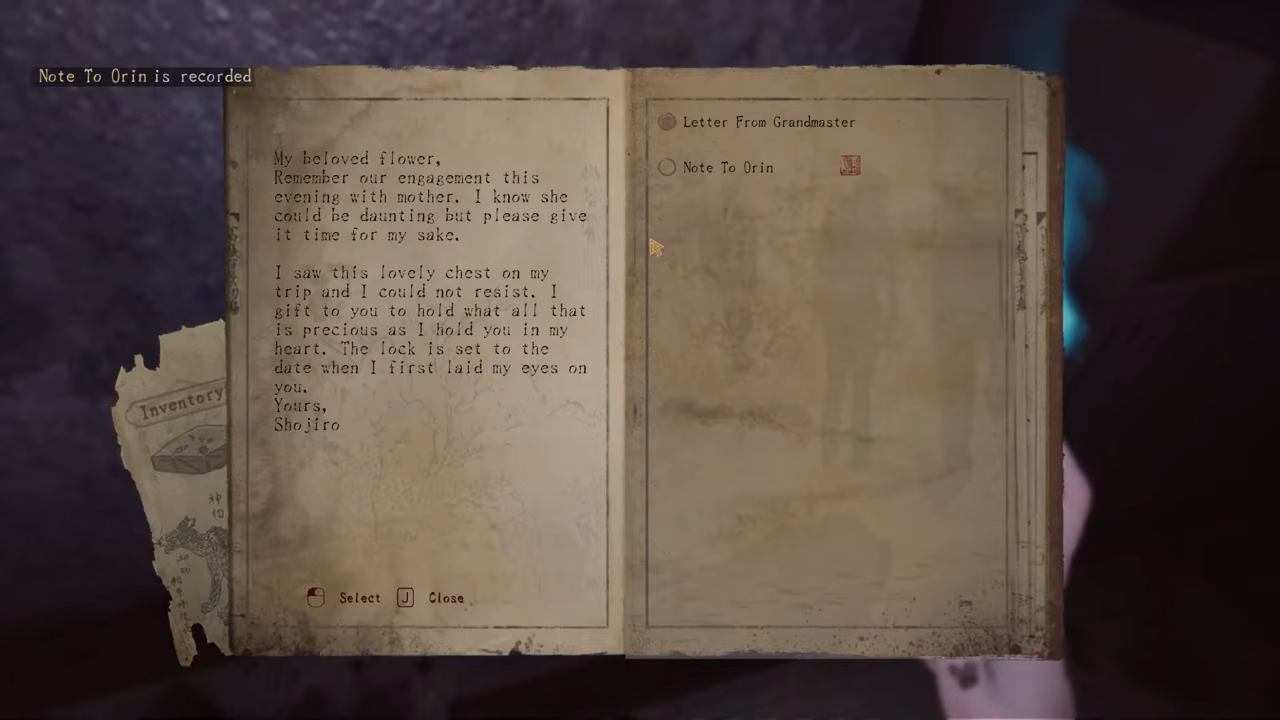 Note To Orin is recorded
My beloved flower,
Remember our engagement this
evening with mother. I know she
could be daunting but please give
it time for my sake.
I saw this lovely chest on my
trip and I could not resist. I
gift to you to hold what all that
is precious as I hold you in my
heart. The lock is set to the
date when I first laid my eyes on
you.
Yours,
Shojiro
Select J Close
Letter From Grandmaster
Note To Orin
Inventory